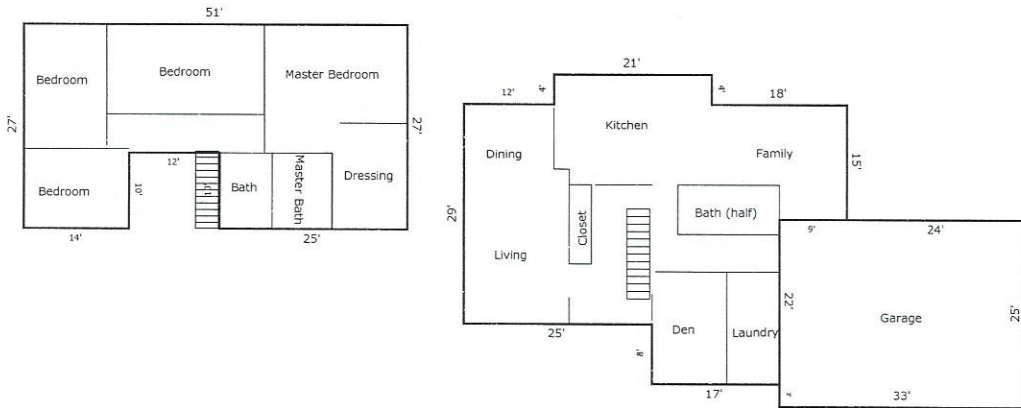 51'
Bedroom
Bedroom
Master Bedroom
27'
27'
12'
Bedroom
10'
10'
Bath
Master Bath
Dressing
14'
25'
21'
12'
4'
4'
18'
Kitchen
Dining
Family
15'
29'
Closet
Bath (half)
9'
24'
Living
22'
Garage
25'
25'
8'
Den
Laundry
17'
33'